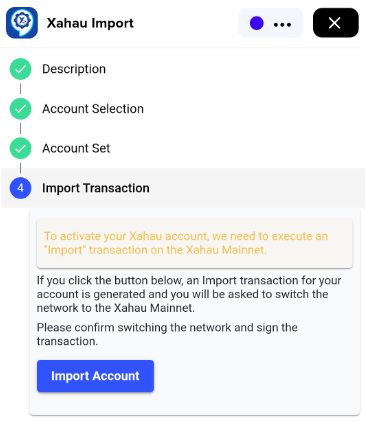 Xahau Import
Description
Account Selection
Account Set
4 Import Transaction
To activate your Xahau account, we need to execute an
"Import" transaction on the Xahau Mainnet.
If you click the button below, an Import transaction for your
account is generated and you will be asked to switch the
network to the Xahau Mainnet.
Please confirm switching the network and sign the
transaction.
Import Account